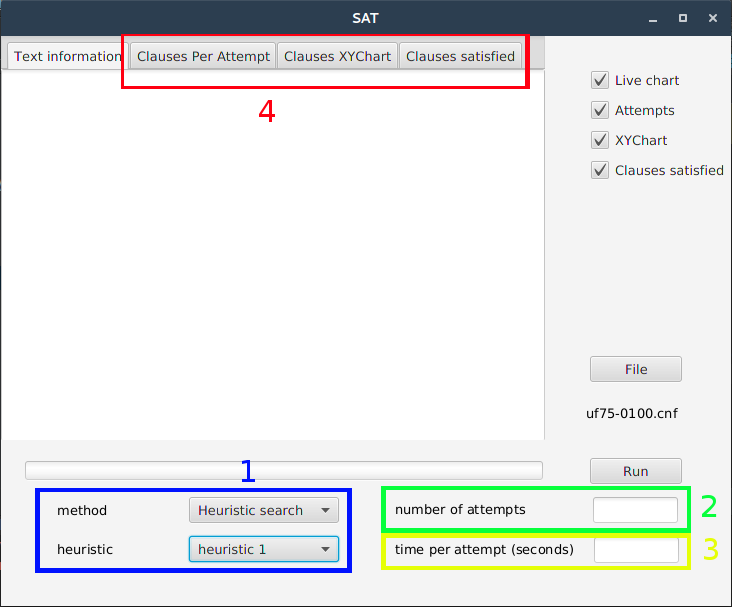 SAT
Text information Clauses Per Attempt Clauses XYChart Clauses satisfied
4
Live chart
Attempts
XYChart
Clauses satisfied
File
uf75-0100.cnf
1
Run
method Heuristic search
number of attempts 2
heuristic heuristic 1
time per attempt (seconds) 3